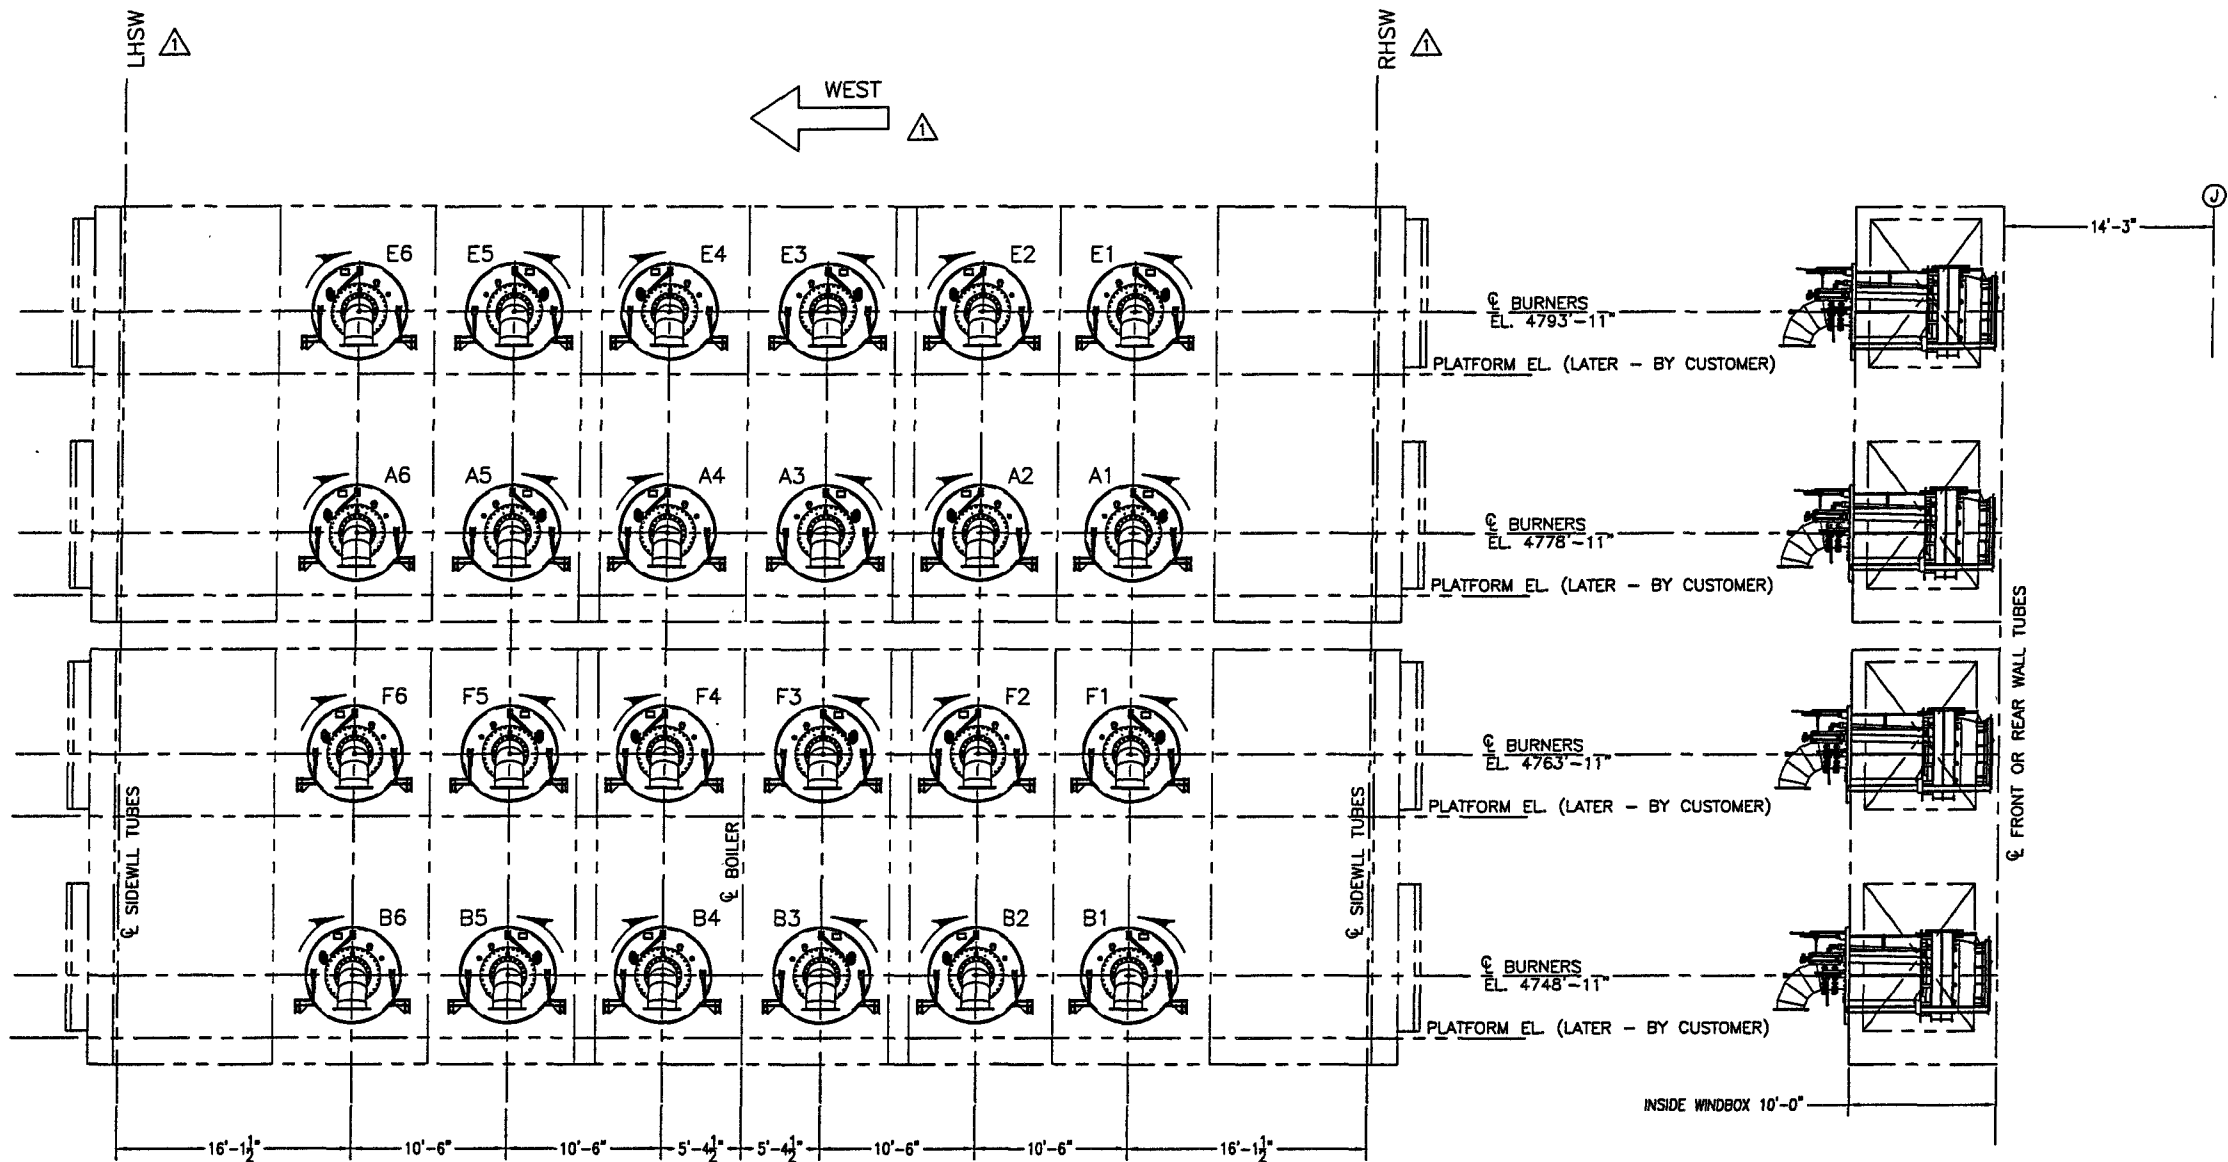 LHSW 1
RHSW 1
WEST
1
J
14'-3"
E6 E5 E4 E3 E2 E1
℄ BURNERS
EL. 4793'-11"
PLATFORM EL. (LATER - BY CUSTOMER)
A6 A5 A4 A3 A2 A1
℄ BURNERS
EL. 4778'-11"
PLATFORM EL. (LATER - BY CUSTOMER)
F6 F5 F4 F3 F2 F1
℄ BURNERS
EL. 4763'-11"
PLATFORM EL. (LATER - BY CUSTOMER)
℄ SIDEWLL TUBES
℄ BOILER
℄ SIDEWLL TUBES
℄ FRONT OR REAR WALL TUBES
B6 B5 B4 B3 B2 B1
℄ BURNERS
EL. 4748'-11"
PLATFORM EL. (LATER - BY CUSTOMER)
INSIDE WINDBOX 10'-0"
16'-1½" 10'-6" 10'-6" 5'-4½" 5'-4½" 10'-6" 10'-6" 16'-1½"